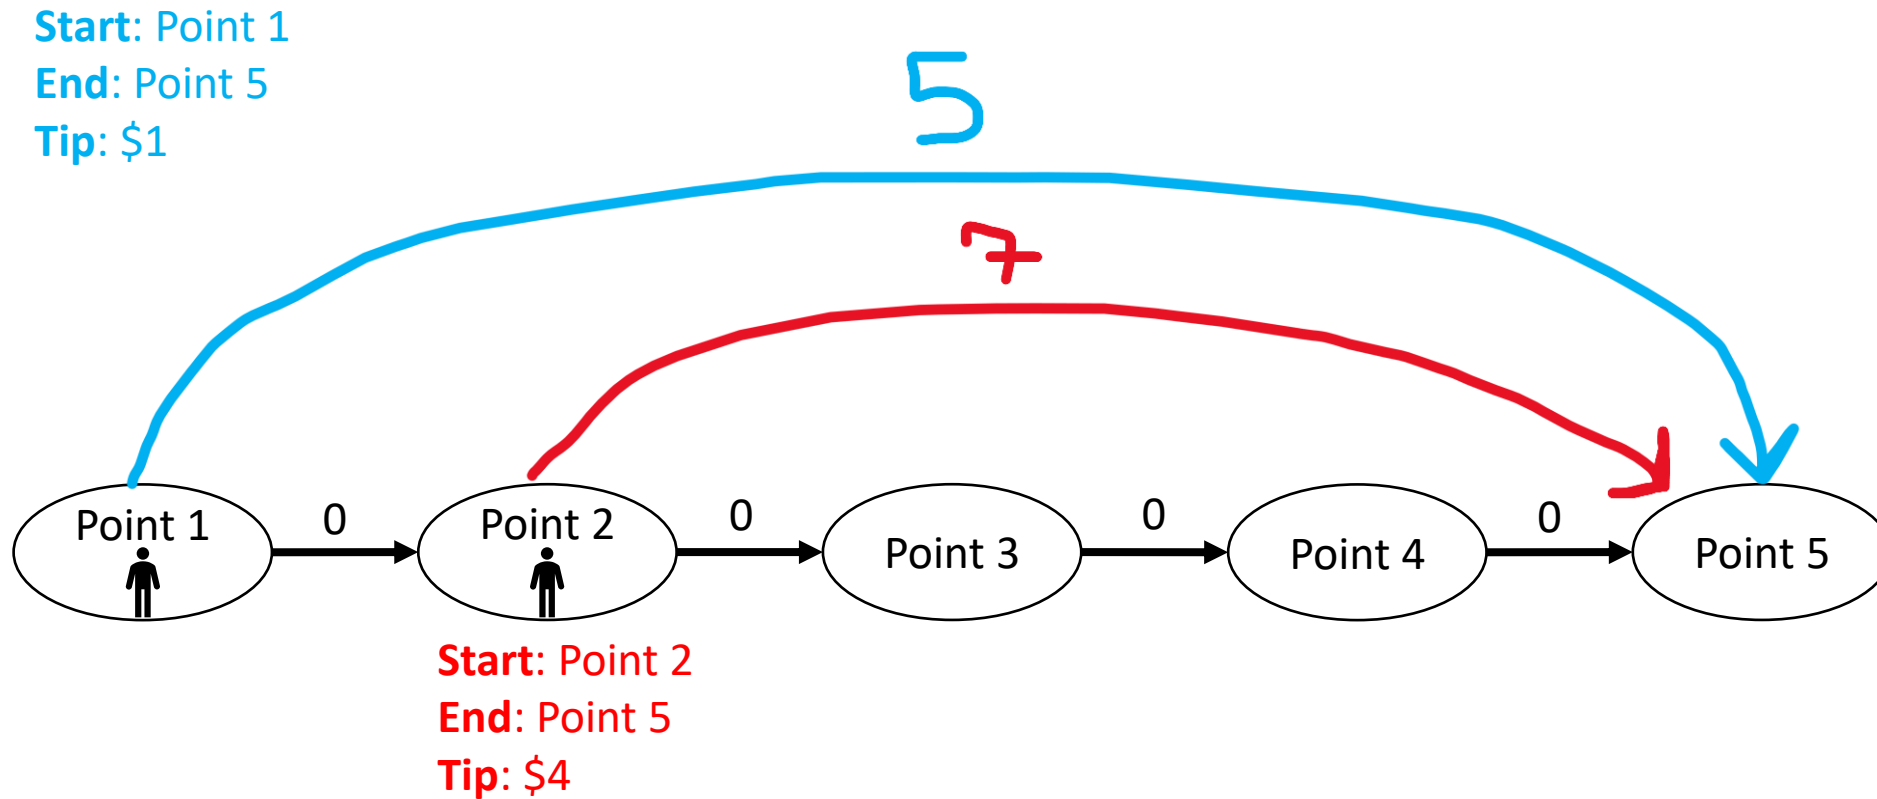 Start: Point 1
End: Point 5
Tip: $1
5
7
Point 1
0
Point 2
0
Point 3
0
Point 4
0
Point 5
Start: Point 2
End: Point 5
Tip: $4